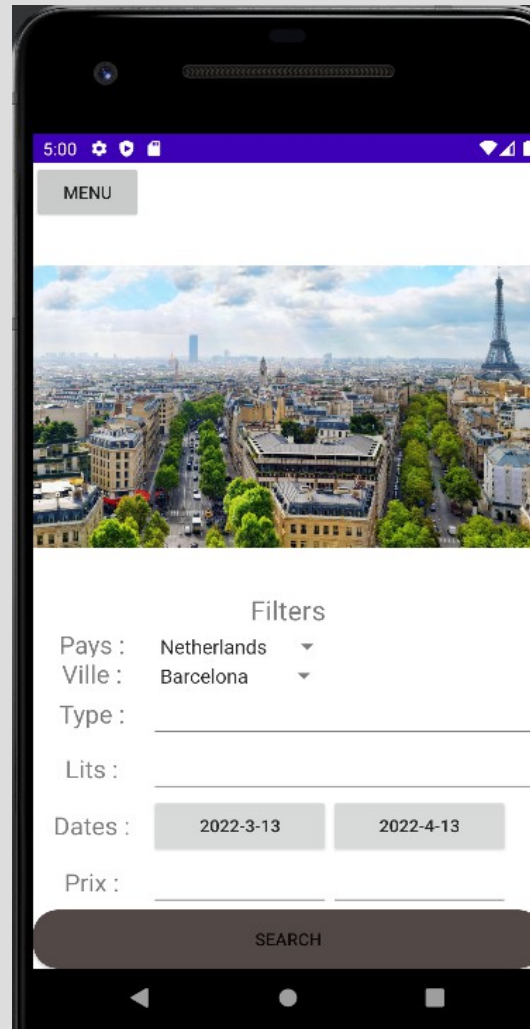 5:00
MENU
Filters
Pays : Netherlands
Ville : Barcelona
Type :
Lits :
Dates : 2022-3-13 2022-4-13
Prix :
SEARCH